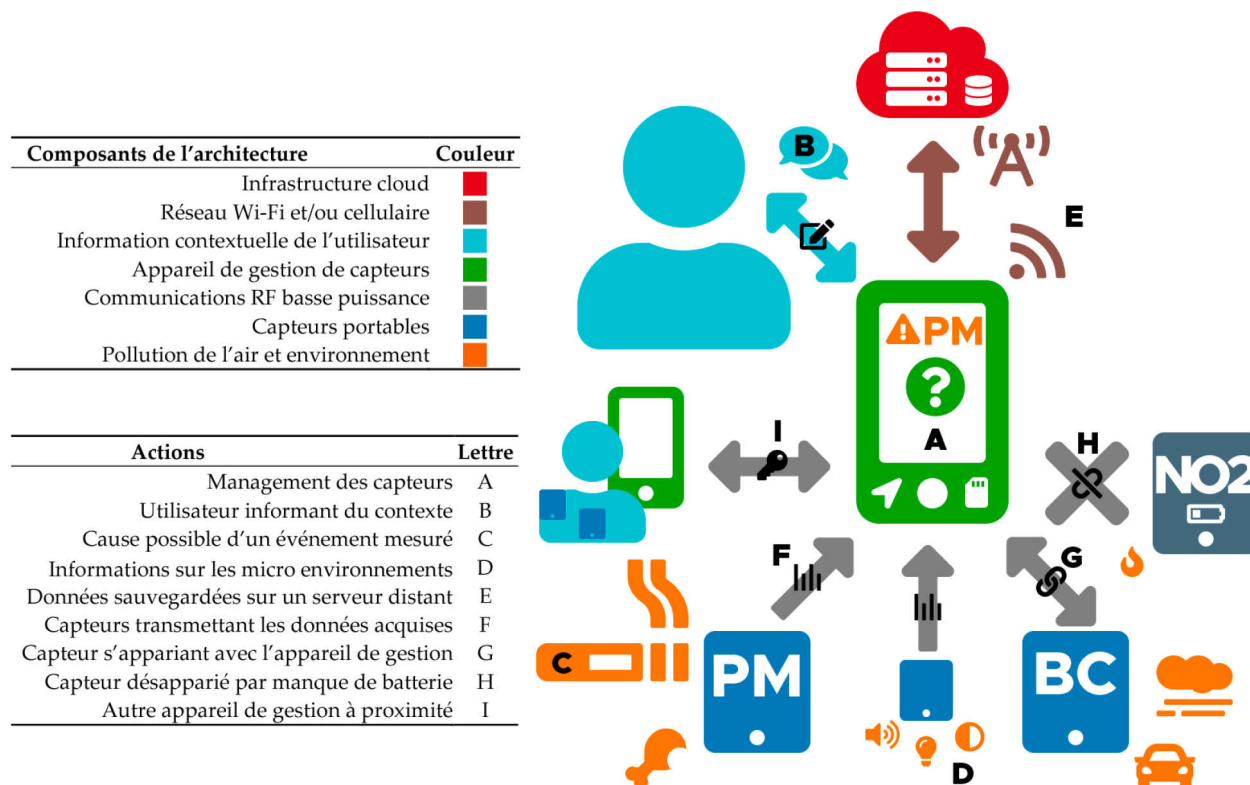 Composants de l'architecture Couleur
Infrastructure cloud
Réseau Wi-Fi et/ou cellulaire
Information contextuelle de l'utilisateur
Appareil de gestion de capteurs
Communications RF basse puissance
Capteurs portables
Pollution de l'air et environnement
Actions Lettre
Management des capteurs A
Utilisateur informant du contexte B
Cause possible d'un événement mesuré C
Informations sur les micro environnements D
Données sauvegardées sur un serveur distant E
Capteurs transmettant les données acquises F
Capteur s'appariant avec l'appareil de gestion G
Capteur désapparié par manque de batterie H
Autre appareil de gestion à proximité I
B
E
PM
?
A
I
H
NO2
F
G
C
PM
BC
D